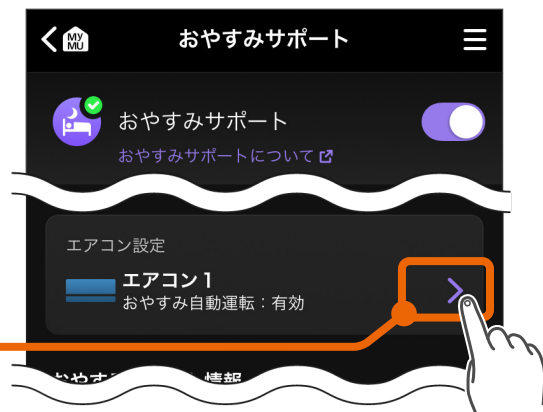 MY
MU
おやすみサポート
おやすみサポート
おやすみサポートについて
エアコン設定
エアコン 1
おやすみ自動運転：有効
情報